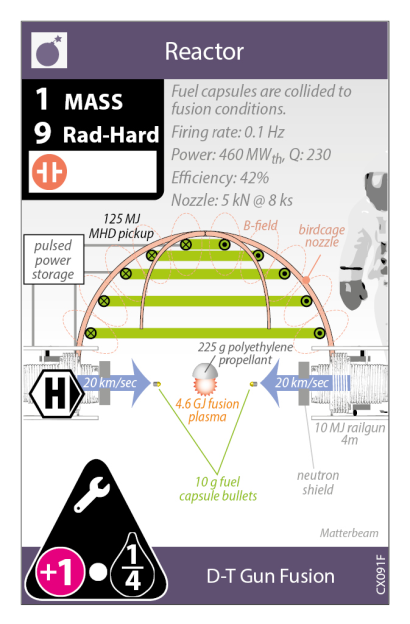 Reactor
1 MASS
9 Rad-Hard
Fuel capsules are collided to
fusion conditions.
Firing rate: 0.1 Hz
Power: 460 MWth, Q: 230
Efficiency: 42%
Nozzle: 5 kN @ 8 ks
125 MJ
MHD pickup
B-field
birdcage
nozzle
pulsed
power
storage
225 g polyethylene
propellant
H
20 km/sec
20 km/sec
4.6 GJ fusion
plasma
10 MJ railgun
4m
neutron
shield
10 g fuel
capsule bullets
Matterbeam
+1
1
4
D-T Gun Fusion
CX091F